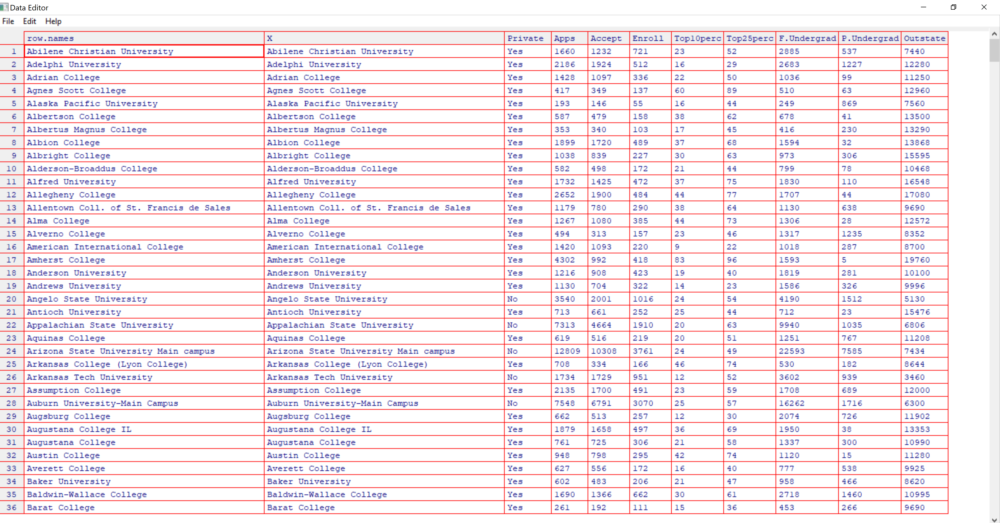 Data Editor
File Edit Help
row.names X Private Apps Accept Enroll Top10perc Top25perc F.Undergrad P.Undergrad Outstate
1 Abilene Christian University Abilene Christian University Yes 1660 1232 721 23 52 2885 537 7440
2 Adelphi University Adelphi University Yes 2186 1924 512 16 29 2683 1227 12280
3 Adrian College Adrian College Yes 1428 1097 336 22 50 1036 99 11250
4 Agnes Scott College Agnes Scott College Yes 417 349 137 60 89 510 63 12960
5 Alaska Pacific University Alaska Pacific University Yes 193 146 55 16 44 249 869 7560
6 Albertson College Albertson College Yes 587 479 158 38 62 678 41 13500
7 Albertus Magnus College Albertus Magnus College Yes 353 340 103 17 45 416 230 13290
8 Albion College Albion College Yes 1899 1720 489 37 68 1594 32 13868
9 Albright College Albright College Yes 1038 839 227 30 63 973 306 15595
10 Alderson-Broaddus College Alderson-Broaddus College Yes 582 498 172 21 44 799 78 10468
11 Alfred University Alfred University Yes 1732 1425 472 37 75 1830 110 16548
12 Allegheny College Allegheny College Yes 2652 1900 484 44 77 1707 44 17080
13 Allentown Coll. of St. Francis de Sales Allentown Coll. of St. Francis de Sales Yes 1179 780 290 38 64 1130 638 9690
14 Alma College Alma College Yes 1267 1080 385 44 73 1306 28 12572
15 Alverno College Alverno College Yes 494 313 157 23 46 1317 1235 8352
16 American International College American International College Yes 1420 1093 220 9 22 1018 287 8700
17 Amherst College Amherst College Yes 4302 992 418 83 96 1593 5 19760
18 Anderson University Anderson University Yes 1216 908 423 19 40 1819 281 10100
19 Andrews University Andrews University Yes 1130 704 322 14 23 1586 326 9996
20 Angelo State University Angelo State University No 3540 2001 1016 24 54 4190 1512 5130
21 Antioch University Antioch University Yes 713 661 252 25 44 712 23 15476
22 Appalachian State University Appalachian State University No 7313 4664 1910 20 63 9940 1035 6806
23 Aquinas College Aquinas College Yes 619 516 219 20 51 1251 767 11208
24 Arizona State University Main campus Arizona State University Main campus No 12809 10308 3761 24 49 22593 7585 7434
25 Arkansas College (Lyon College) Arkansas College (Lyon College) Yes 708 334 166 46 74 530 182 8644
26 Arkansas Tech University Arkansas Tech University No 1734 1729 951 12 52 3602 939 3460
27 Assumption College Assumption College Yes 2135 1700 491 23 59 1708 689 12000
28 Auburn University-Main Campus Auburn University-Main Campus No 7548 6791 3070 25 57 16262 1716 6300
29 Augsburg College Augsburg College Yes 662 513 257 12 30 2074 726 11902
30 Augustana College IL Augustana College IL Yes 1879 1658 497 36 69 1950 38 13353
31 Augustana College Augustana College Yes 761 725 306 21 58 1337 300 10990
32 Austin College Austin College Yes 948 798 295 42 74 1120 15 11280
33 Averett College Averett College Yes 627 556 172 16 40 777 538 9925
34 Baker University Baker University Yes 602 483 206 21 47 958 466 8620
35 Baldwin-Wallace College Baldwin-Wallace College Yes 1690 1366 662 30 61 2718 1460 10995
36 Barat College Barat College Yes 261 192 111 15 36 453 266 9690